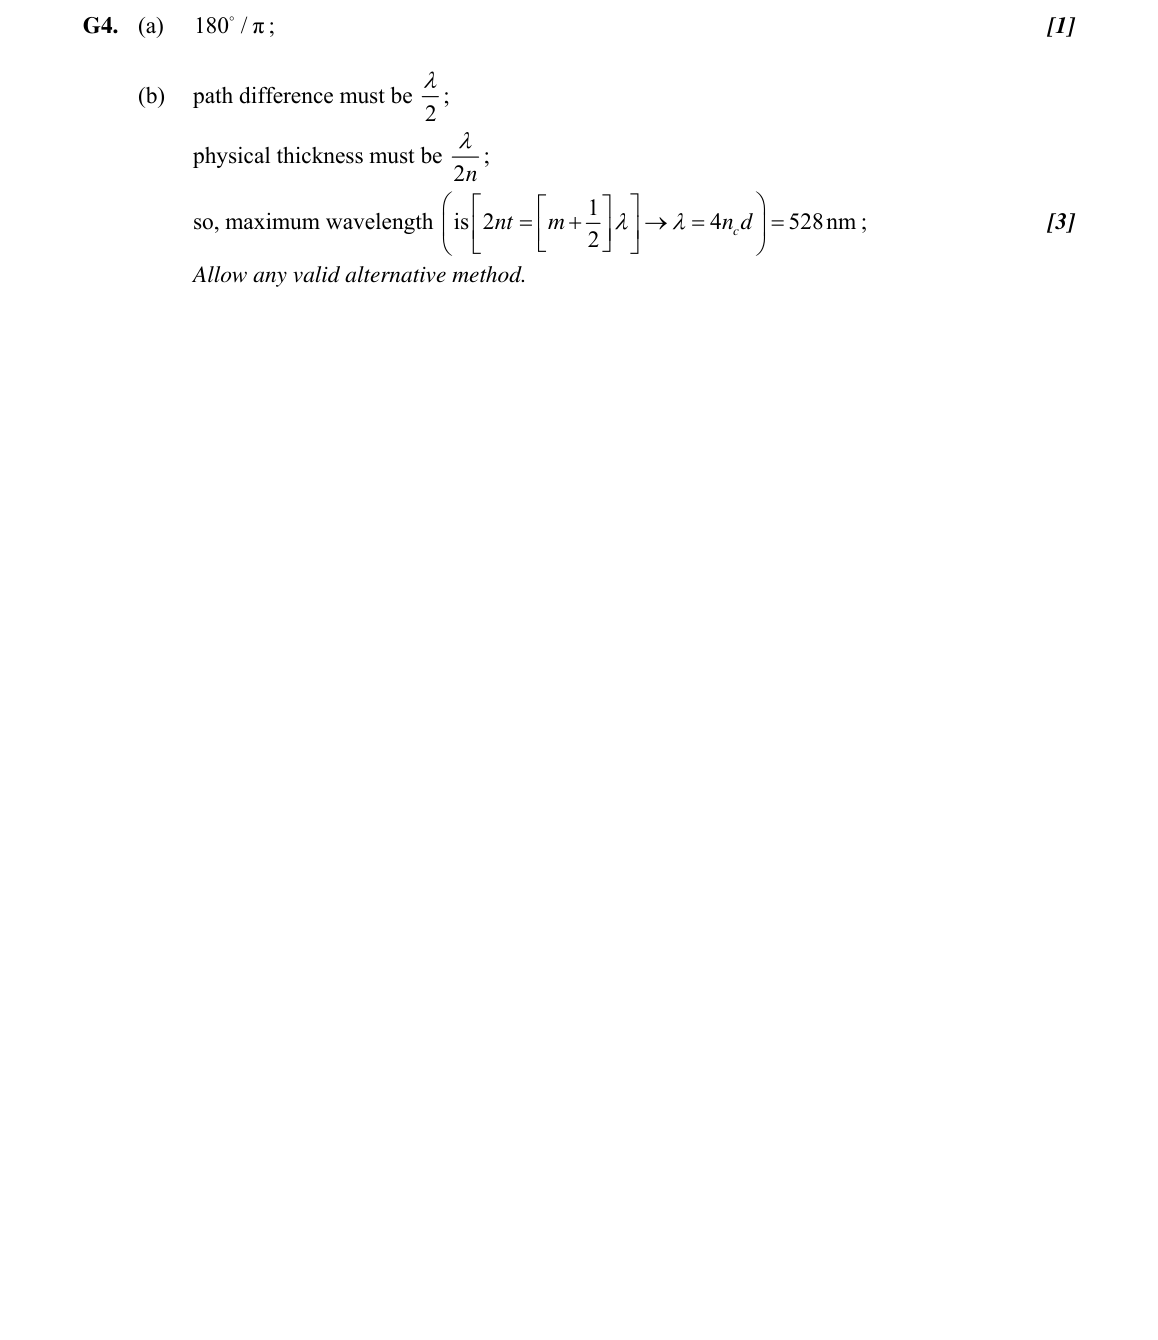 G4. (a) 180° / π ; [1]
(b) path difference must be λ/2 ;
physical thickness must be λ/2n ;
so, maximum wavelength (is[2nt = [m + 1/2]λ] → λ = 4n_c d) = 528 nm ; [3]
Allow any valid alternative method.